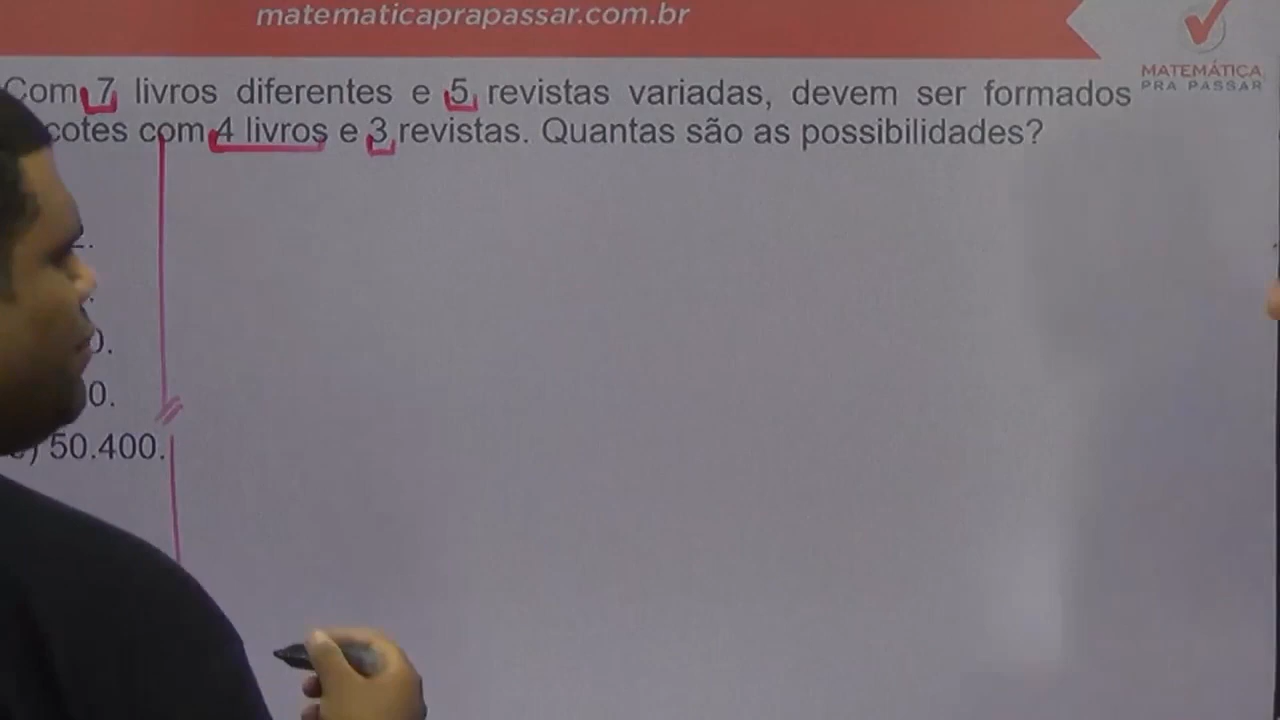 matematicaprapassar.com.br
MATEMÁTICA
PRA PASSAR
Com 7 livros diferentes e 5 revistas variadas, devem ser formados
cotes com 4 livros e 3 revistas. Quantas são as possibilidades?
0.
0.
) 50.400.